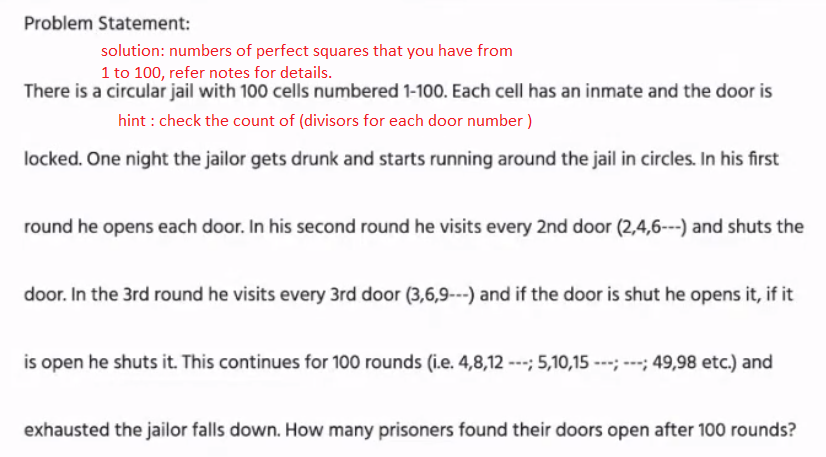 Problem Statement:
solution: numbers of perfect squares that you have from
1 to 100, refer notes for details.
There is a circular jail with 100 cells numbered 1-100. Each cell has an inmate and the door is
hint : check the count of (divisors for each door number )
locked. One night the jailor gets drunk and starts running around the jail in circles. In his first
round he opens each door. In his second round he visits every 2nd door (2,4,6---) and shuts the
door. In the 3rd round he visits every 3rd door (3,6,9---) and if the door is shut he opens it, if it
is open he shuts it. This continues for 100 rounds (i.e. 4,8,12 ---; 5,10,15 ---; ---; 49,98 etc.) and
exhausted the jailor falls down. How many prisoners found their doors open after 100 rounds?